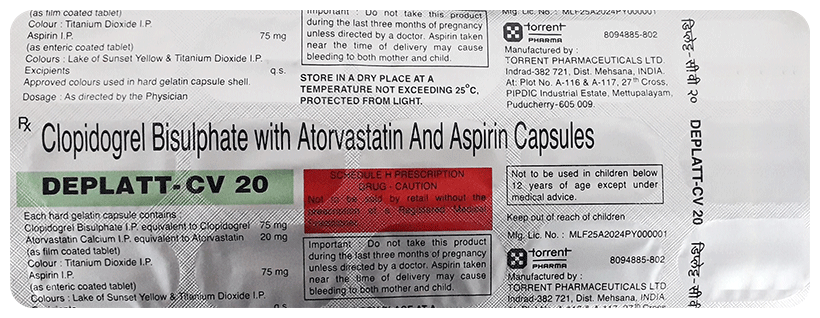 (as film coated tablet)
Colour : Titanium Dioxide I.P.
Aspirin I.P. 75 mg
(as enteric coated tablet)
Colours : Lake of Sunset Yellow & Titanium Dioxide I.P.
Excipients q.s.
Approved colours used in hard gelatin capsule shell.
Dosage : As directed by the Physician
Important : Do not take this product
during the last three months of pregnancy
unless directed by a doctor. Aspirin taken
near the time of delivery may cause
bleeding to both mother and child.
STORE IN A DRY PLACE AT A
TEMPERATURE NOT EXCEEDING 25°C,
PROTECTED FROM LIGHT.
Mfg. Lic. No. : MLF25A2024PY000001
torrent
PHARMA
8094885-802
Manufactured by :
TORRENT PHARMACEUTICALS LTD.
Indrad-382 721, Dist. Mehsana, INDIA.
At: Plot No. A-116 & A-117, 27th Cross,
PIPDIC Industrial Estate, Mettupalayam,
Puducherry-605 009.
Rx Clopidogrel Bisulphate with Atorvastatin And Aspirin Capsules
DEPLATT-CV 20
Each hard gelatin capsule contains :
Clopidogrel Bisulphate I.P. equivalent to Clopidogrel 75 mg
Atorvastatin Calcium I.P. equivalent to Atorvastatin 20 mg
(as film coated tablet)
Colour : Titanium Dioxide I.P.
Aspirin I.P. 75 mg
(as enteric coated tablet)
Colours : Lake of Sunset Yellow & Titanium Dioxide I.P.
q.s.
SCHEDULE H PRESCRIPTION
DRUG - CAUTION
Not to be sold by retail without the
prescription of a Registered Medical
Practitioner.
Important : Do not take this product
during the last three months of pregnancy
unless directed by a doctor. Aspirin taken
near the time of delivery may cause
bleeding to both mother and child.
Not to be used in children below
12 years of age except under
medical advice.
Keep out of reach of children
Mfg. Lic. No. : MLF25A2024PY000001
torrent
PHARMA
8094885-802
Manufactured by :
TORRENT PHARMACEUTICALS LTD.
Indrad-382 721, Dist. Mehsana, INDIA.
At: Plot No. A-116 & A-117, 27th Cross,
डिप्लेट-सीवी २०
DEPLATT-CV 20
डिप्लेट-सीवी